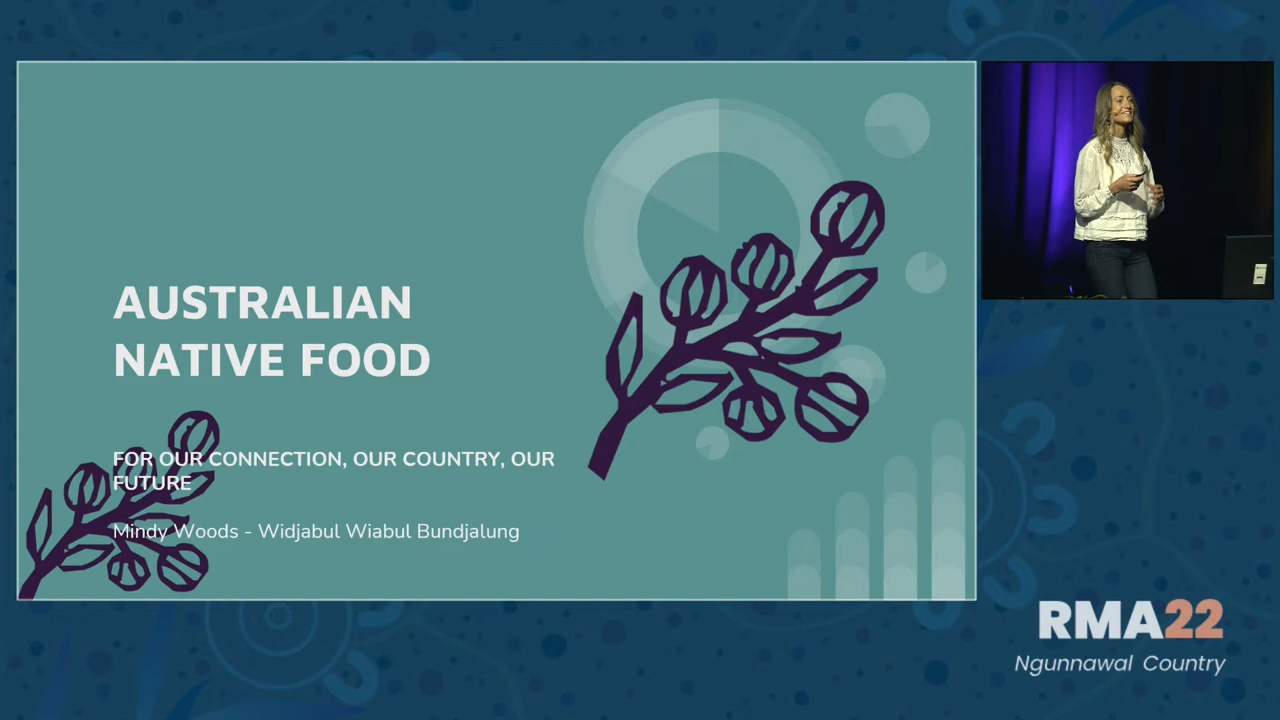 AUSTRALIAN
NATIVE FOOD
FOR OUR CONNECTION, OUR COUNTRY, OUR
FUTURE
Mindy Woods - Widjabul Wiabul Bundjalung
RMA22
Ngunnawal Country